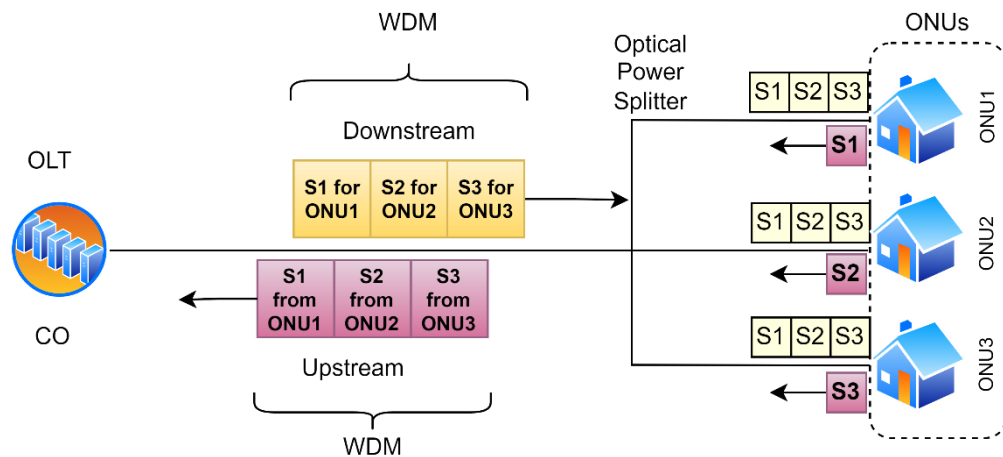 WDM
ONUs
Optical
Power
Splitter
S1 S2 S3
ONU1
Downstream
S1
OLT
S1 for
ONU1
S2 for
ONU2
S3 for
ONU3
S1 S2 S3
ONU2
S2
S1
from
ONU1
S2
from
ONU2
S3
from
ONU3
CO
S1 S2 S3
ONU3
Upstream
S3
WDM